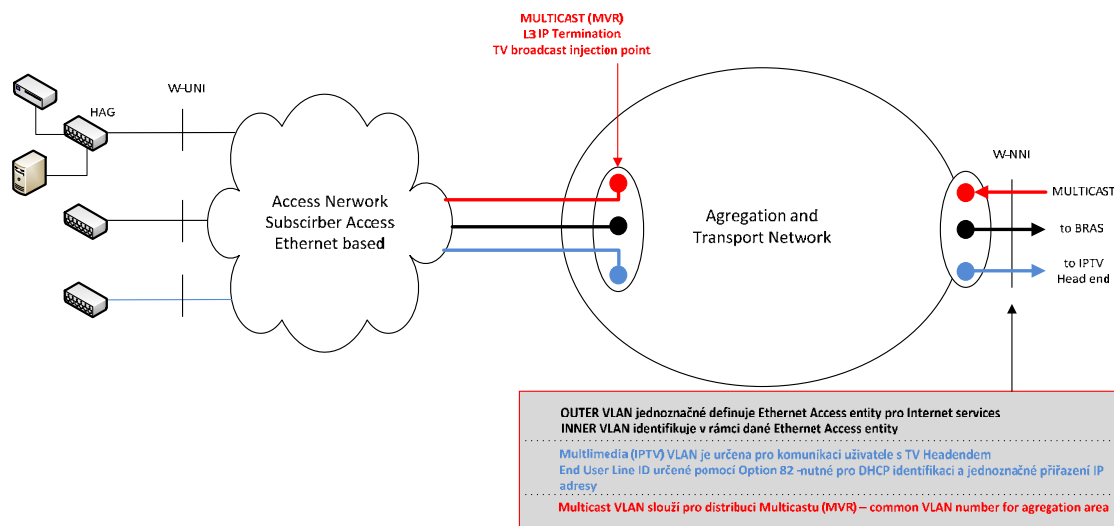 MULTICAST (MVR)
L3 IP Termination
TV broadcast injection point
W-UNI
HAG
W-NNI
Access Network
Subscirber Access
Ethernet based
Agregation and
Transport Network
MULTICAST
to BRAS
to IPTV
Head end
OUTER VLAN jednoznačné definuje Ethernet Access entity pro Internet services
INNER VLAN identifikuje v rámci dané Ethernet Access entity
Multlimedia (IPTV) VLAN je určena pro komunikaci uživatele s TV Headendem
End User Line ID určené pomocí Option 82 -nutné pro DHCP identifikaci a jednoznačné přiřazení IP
adresy
Multicast VLAN slouží pro distribuci Multicastu (MVR) – common VLAN number for agregation area